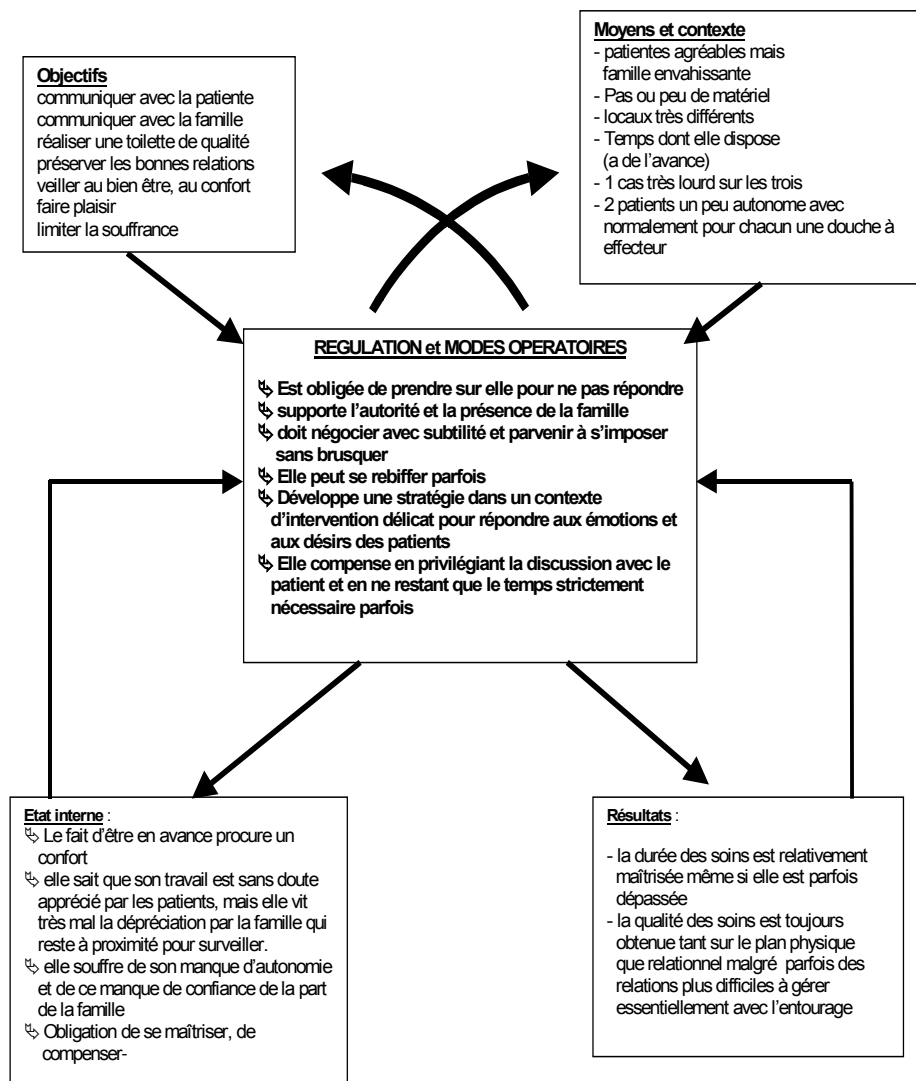 Objectifs
communiquer avec la patiente
communiquer avec la famille
réaliser une toilette de qualité
préserver les bonnes relations
veiller au bien être, au confort
faire plaisir
limiter la souffrance
Moyens et contexte
- patientes agréables mais
famille envahissante
- Pas ou peu de matériel
- locaux très différents
- Temps dont elle dispose
(a de l'avance)
- 1 cas très lourd sur les trois
- 2 patients un peu autonome avec
normalement pour chacun une douche à
effecteur
REGULATION et MODES OPERATOIRES
Est obligée de prendre sur elle pour ne pas répondre
supporte l'autorité et la présence de la famille
doit négocier avec subtilité et parvenir à s'imposer
sans brusquer
Elle peut se rebiffer parfois
Développe une stratégie dans un contexte
d'intervention délicat pour répondre aux émotions et
aux désirs des patients
Elle compense en privilégiant la discussion avec le
patient et en ne restant que le temps strictement
nécessaire parfois
Etat interne :
Le fait d'être en avance procure un
confort
elle sait que son travail est sans doute
apprécié par les patients, mais elle vit
très mal la dépréciation par la famille qui
reste à proximité pour surveiller.
elle souffre de son manque d'autonomie
et de ce manque de confiance de la part
de la famille
Obligation de se maîtriser, de
compenser-
Résultats :
- la durée des soins est relativement
maîtrisée même si elle est parfois
dépassée
- la qualité des soins est toujours
obtenue tant sur le plan physique
que relationnel malgré parfois des
relations plus difficiles à gérer
essentiellement avec l'entourage